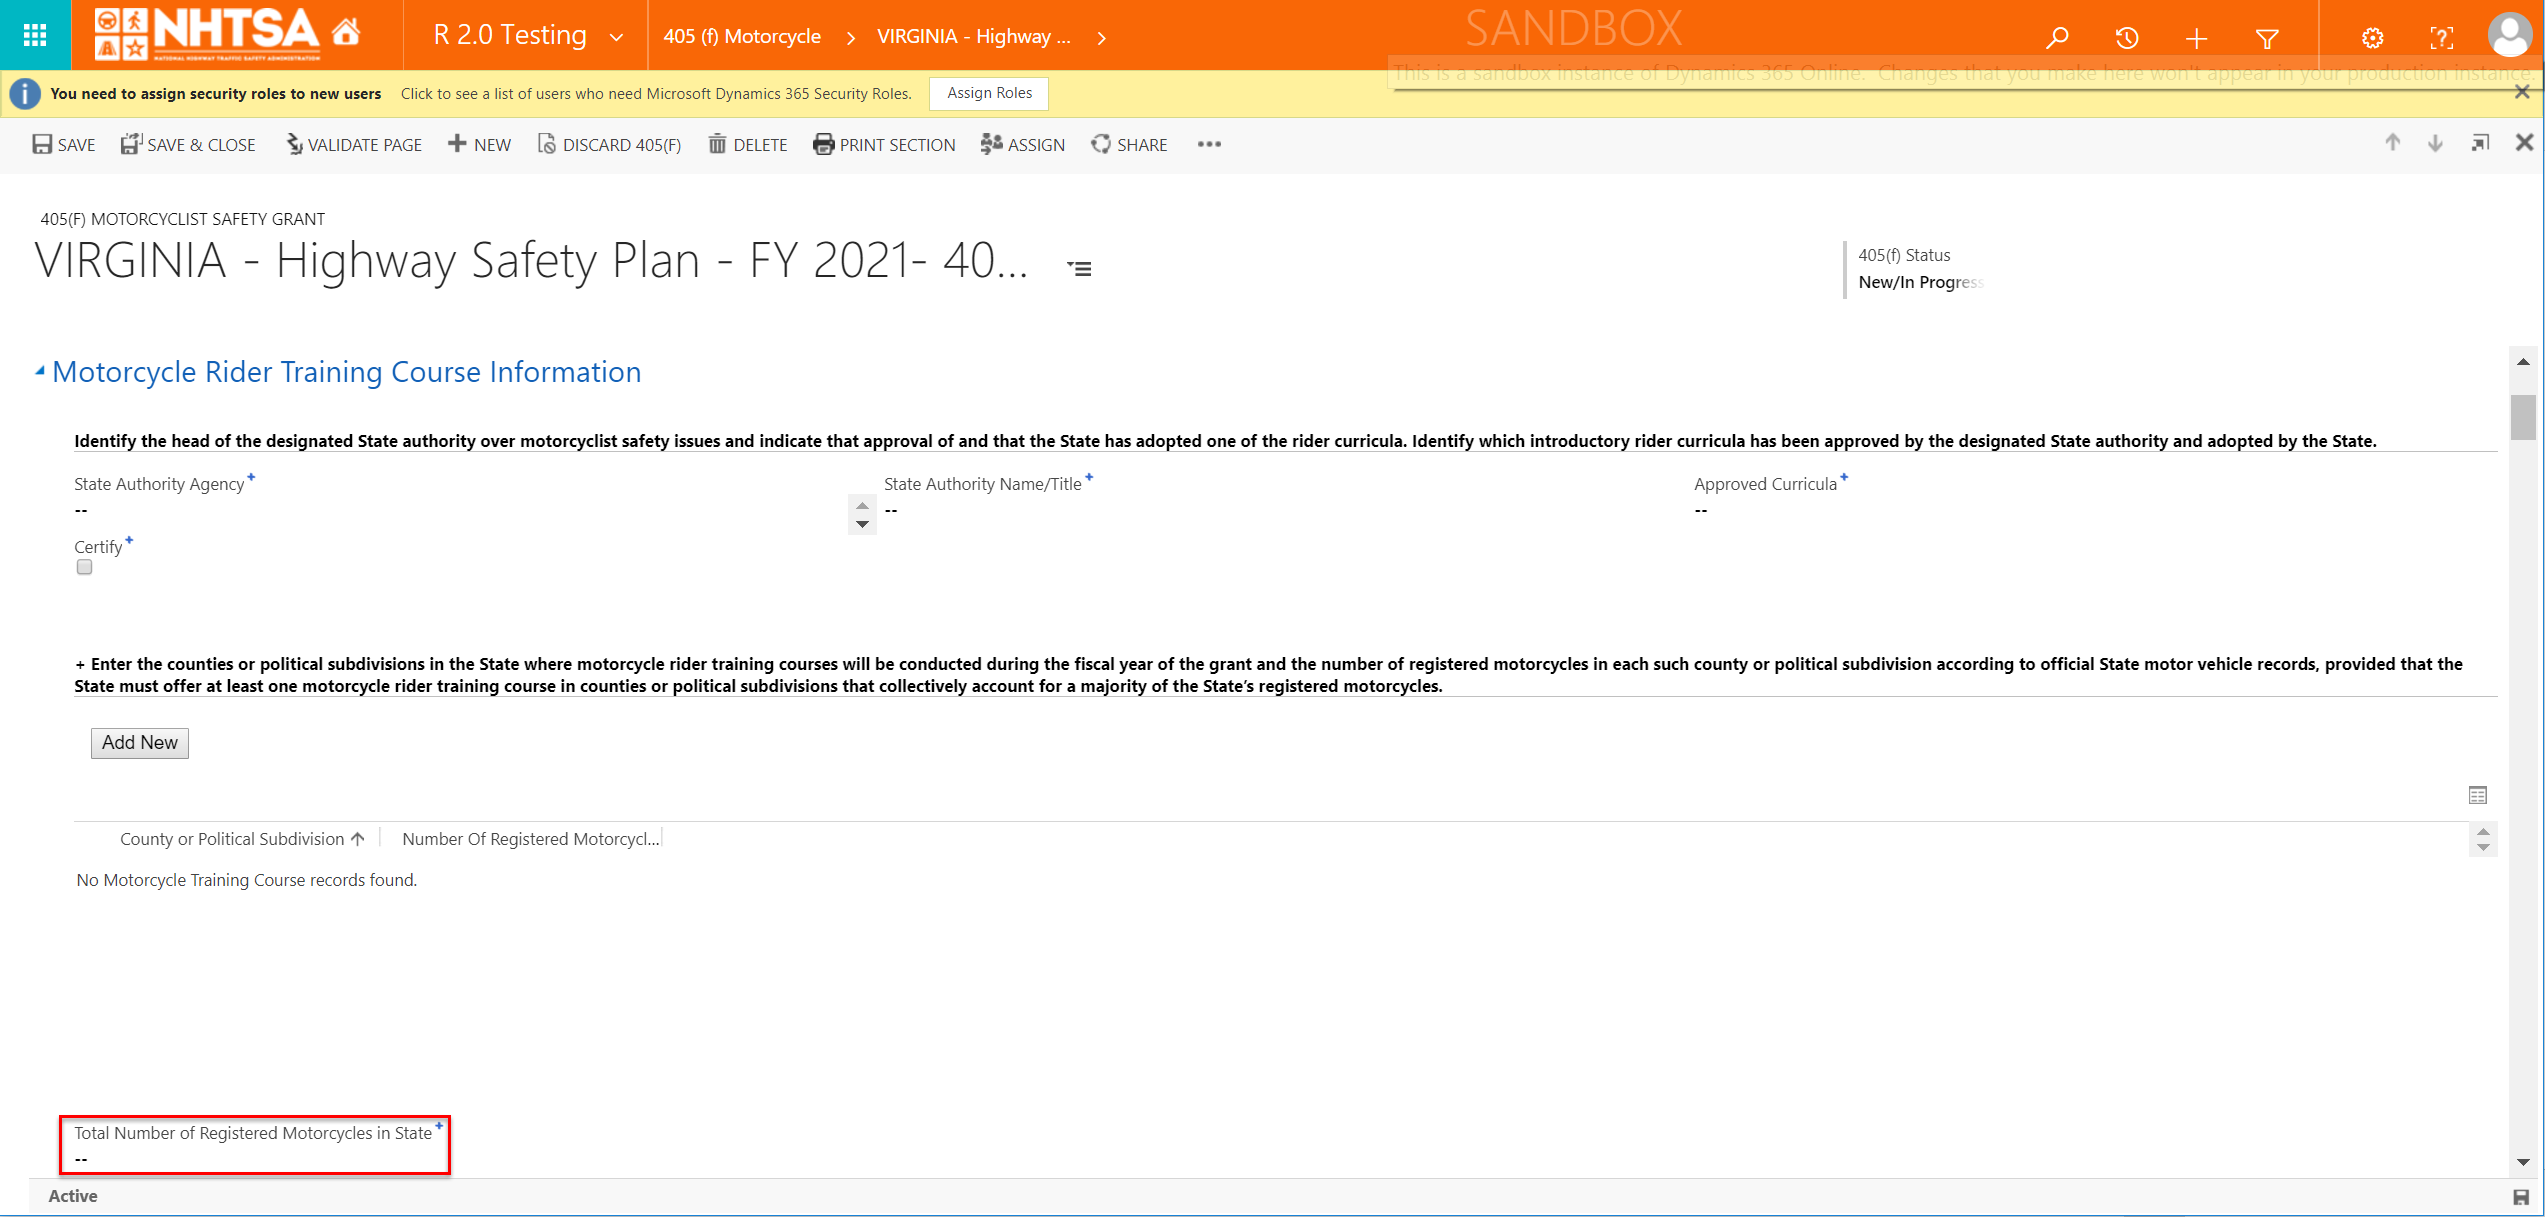 NHTSA
NATIONAL HIGHWAY TRAFFIC SAFETY ADMINISTRATION
R 2.0 Testing
405 (f) Motorcycle
VIRGINIA - Highway ...
SANDBOX
This is a sandbox instance of Dynamics 365 Online. Changes that you make here won't appear in your production instance.
You need to assign security roles to new users Click to see a list of users who need Microsoft Dynamics 365 Security Roles. Assign Roles
SAVE SAVE & CLOSE VALIDATE PAGE NEW DISCARD 405(F) DELETE PRINT SECTION ASSIGN SHARE
405(F) MOTORCYCLIST SAFETY GRANT
VIRGINIA - Highway Safety Plan - FY 2021- 40...
405(f) Status
New/In Progress
Motorcycle Rider Training Course Information
Identify the head of the designated State authority over motorcyclist safety issues and indicate that approval of and that the State has adopted one of the rider curricula. Identify which introductory rider curricula has been approved by the designated State authority and adopted by the State.
State Authority Agency+ State Authority Name/Title+ Approved Curricula+
-- -- --
Certify+
+ Enter the counties or political subdivisions in the State where motorcycle rider training courses will be conducted during the fiscal year of the grant and the number of registered motorcycles in each such county or political subdivision according to official State motor vehicle records, provided that the
State must offer at least one motorcycle rider training course in counties or political subdivisions that collectively account for a majority of the State's registered motorcycles.
Add New
County or Political Subdivision Number Of Registered Motorcycl...
No Motorcycle Training Course records found.
Total Number of Registered Motorcycles in State+
--
Active